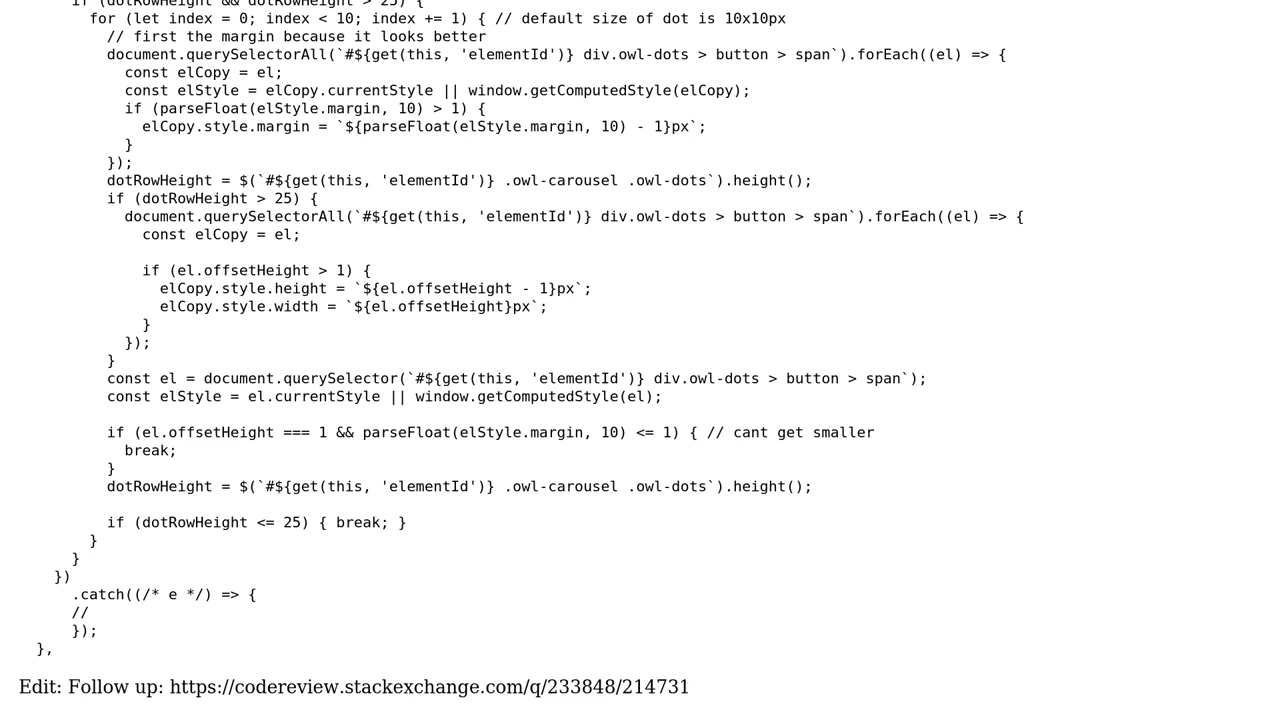 if (dotRowHeight && dotRowHeight > 25) {
for (let index = 0; index < 10; index += 1) { // default size of dot is 10x10px
// first the margin because it looks better
document.querySelectorAll(`#${get(this, 'elementId')} div.owl-dots > button > span`).forEach((el) => {
const elCopy = el;
const elStyle = elCopy.currentStyle || window.getComputedStyle(elCopy);
if (parseFloat(elStyle.margin, 10) > 1) {
elCopy.style.margin = `${parseFloat(elStyle.margin, 10) - 1}px`;
}
});
dotRowHeight = $(`#${get(this, 'elementId')} .owl-carousel .owl-dots`).height();
if (dotRowHeight > 25) {
document.querySelectorAll(`#${get(this, 'elementId')} div.owl-dots > button > span`).forEach((el) => {
const elCopy = el;
if (el.offsetHeight > 1) {
elCopy.style.height = `${el.offsetHeight - 1}px`;
elCopy.style.width = `${el.offsetHeight}px`;
}
});
}
const el = document.querySelector(`#${get(this, 'elementId')} div.owl-dots > button > span`);
const elStyle = el.currentStyle || window.getComputedStyle(el);
if (el.offsetHeight === 1 && parseFloat(elStyle.margin, 10) <= 1) { // cant get smaller
break;
}
dotRowHeight = $(`#${get(this, 'elementId')} .owl-carousel .owl-dots`).height();
if (dotRowHeight <= 25) { break; }
}
}
})
.catch((/* e */) => {
//
});
},
Edit: Follow up: https://codereview.stackexchange.com/q/233848/214731